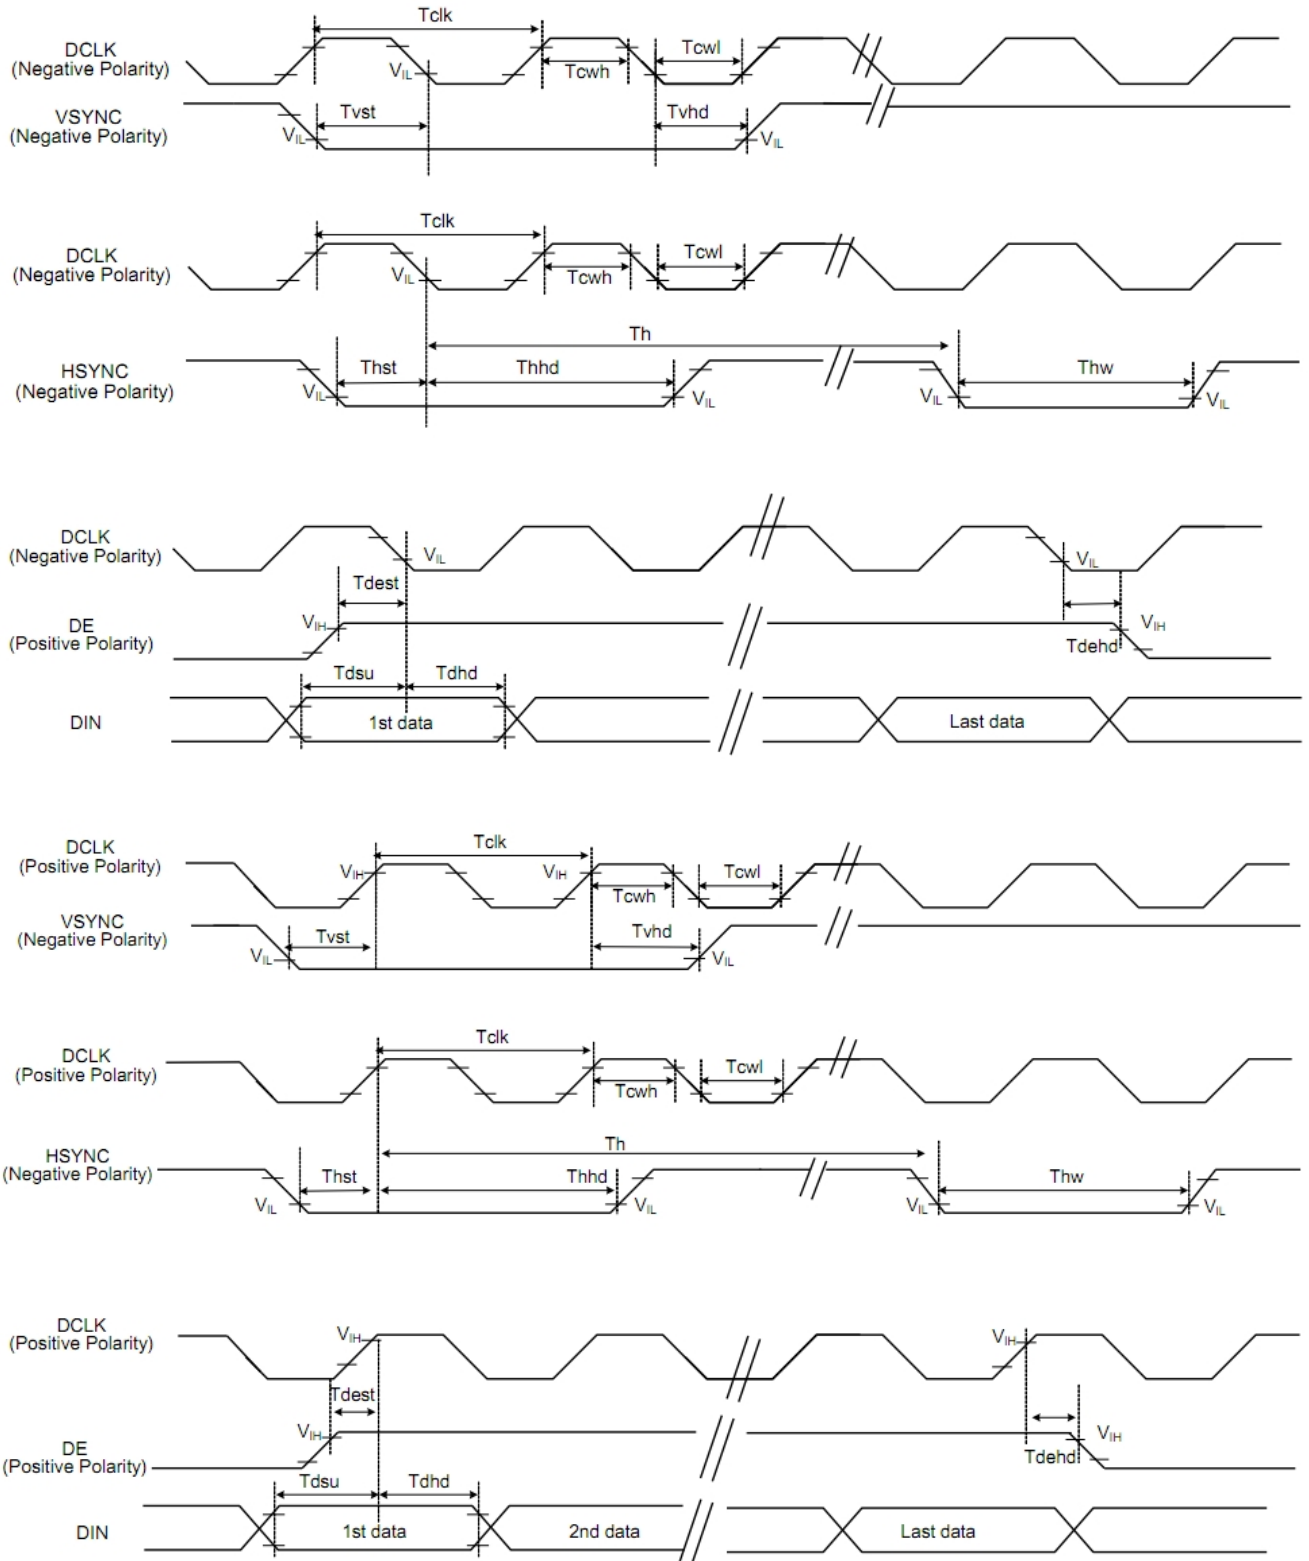 Tclk
DCLK
(Negative Polarity)
VIL
Tcwh
Tcwl
VSYNC
(Negative Polarity)
VIL
Tvst
Tvhd
VIL
Tclk
DCLK
(Negative Polarity)
VIL
Tcwh
Tcwl
Th
HSYNC
(Negative Polarity)
VIL
Thst
Thhd
VIL
VIL
Thw
VIL
DCLK
(Negative Polarity)
VIL
VIL
Tdest
DE
(Positive Polarity)
VIH
VIH
Tdehd
Tdsu
Tdhd
DIN
1st data
Last data
Tclk
DCLK
(Positive Polarity)
VIH
VIH
Tcwh
Tcwl
VSYNC
(Negative Polarity)
VIL
Tvst
Tvhd
VIL
Tclk
DCLK
(Positive Polarity)
Tcwh
Tcwl
Th
HSYNC
(Negative Polarity)
VIL
Thst
Thhd
VIL
VIL
Thw
VIL
DCLK
(Positive Polarity)
VIH
VIH
Tdest
DE
(Positive Polarity)
VIH
VIH
Tdehd
Tdsu
Tdhd
DIN
1st data
2nd data
Last data